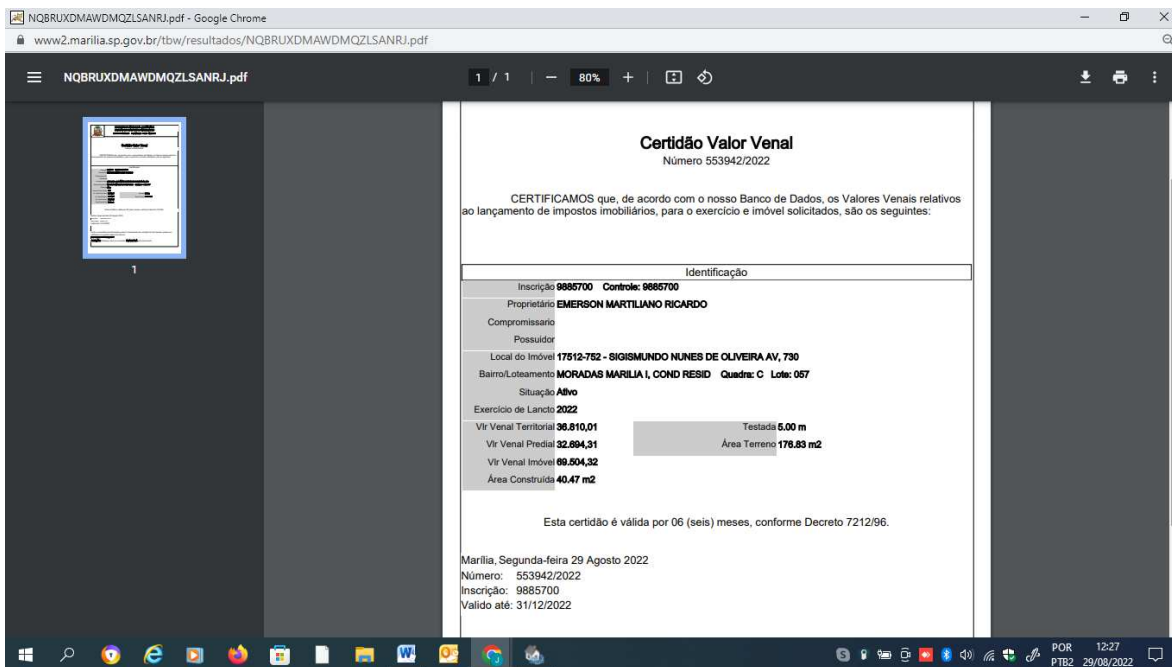 NQBRUXDMAWDMQZLSANRJ.pdf - Google Chrome
www2.marilia.sp.gov.br/tbw/resultados/NQBRUXDMAWDMQZLSANRJ.pdf
NQBRUXDMAWDMQZLSANRJ.pdf 1 / 1 80%
1
Certidão Valor Venal
Número 553942/2022
CERTIFICAMOS que, de acordo com o nosso Banco de Dados, os Valores Venais relativos
ao lançamento de impostos imobiliários, para o exercício e imóvel solicitados, são os seguintes:
Identificação
Inscrição 9885700 Controle: 9885700
Proprietário EMERSON MARTILIANO RICARDO
Compromissario
Possuidor
Local do Imóvel 17512-752 - SIGISMUNDO NUNES DE OLIVEIRA AV, 730
Bairro/Loteamento MORADAS MARILIA I, COND RESID Quadra: C Lote: 057
Situação Ativo
Exercício de Lancto 2022
Vlr Venal Territorial 36.810,01 Testada 5.00 m
Vlr Venal Predial 32.694,31 Área Terreno 176.83 m2
Vlr Venal Imóvel 69.504,32
Área Construída 40.47 m2
Esta certidão é válida por 06 (seis) meses, conforme Decreto 7212/96.
Marília, Segunda-feira 29 Agosto 2022
Número: 553942/2022
Inscrição: 9885700
Valido até: 31/12/2022
POR 12:27
PTB2 29/08/2022